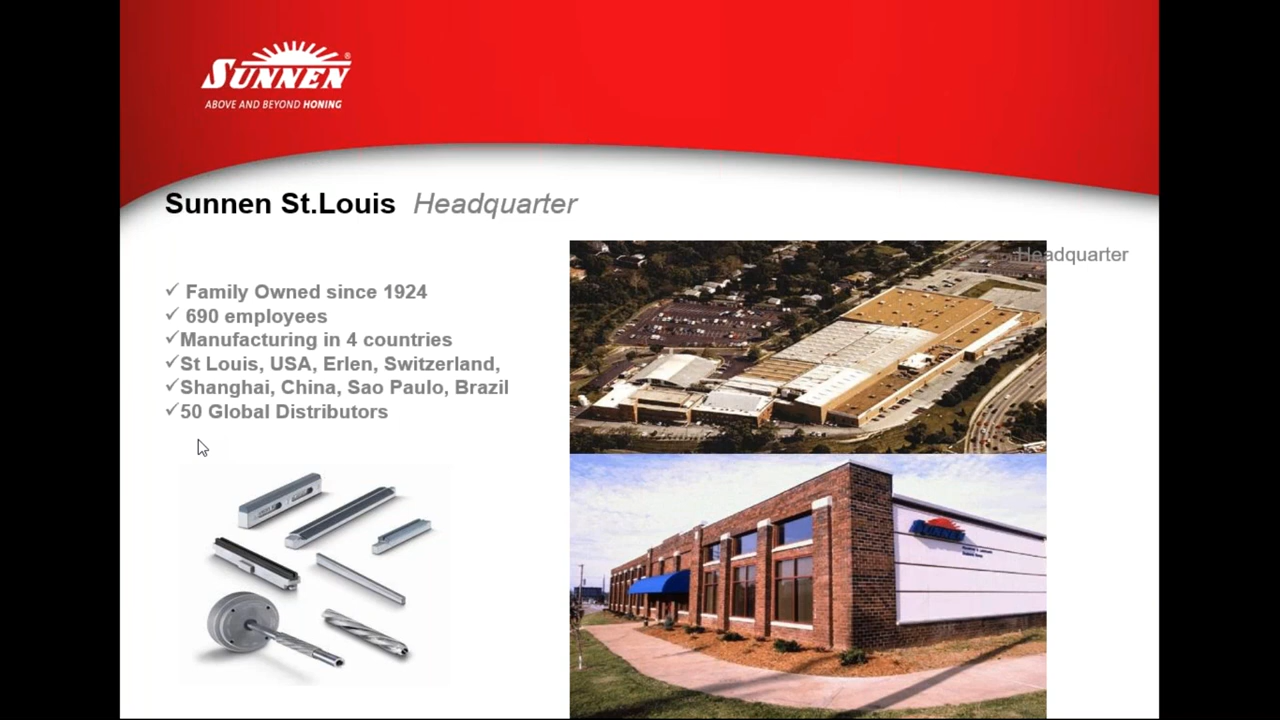 SUNNEN®
ABOVE AND BEYOND HONING
Sunnen St.Louis Headquarter
Headquarter
✓ Family Owned since 1924
✓ 690 employees
✓Manufacturing in 4 countries
✓St Louis, USA, Erlen, Switzerland,
✓Shanghai, China, Sao Paulo, Brazil
✓50 Global Distributors
SUNNEN